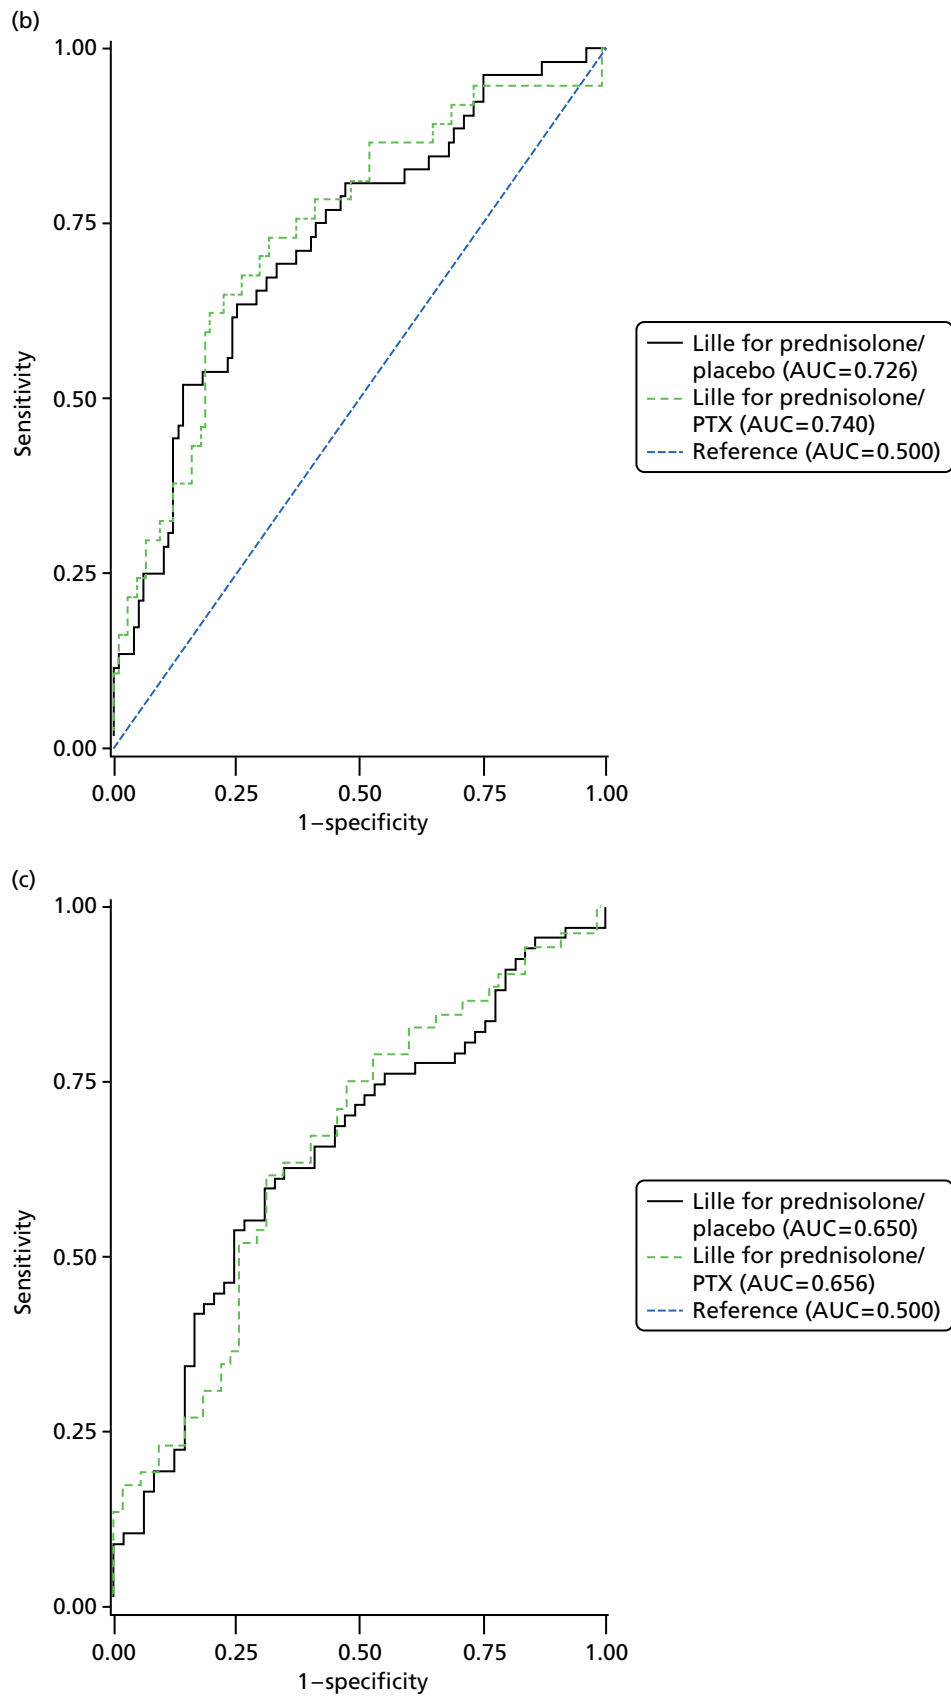 (b)
1.00
0.75
0.50
0.25
0.00
Sensitivity
0.00 0.25 0.50 0.75 1.00
1–specificity
Lille for prednisolone/
placebo (AUC=0.726)
Lille for prednisolone/
PTX (AUC=0.740)
Reference (AUC=0.500)
(c)
1.00
0.75
0.50
0.25
0.00
Sensitivity
0.00 0.25 0.50 0.75 1.00
1–specificity
Lille for prednisolone/
placebo (AUC=0.650)
Lille for prednisolone/
PTX (AUC=0.656)
Reference (AUC=0.500)